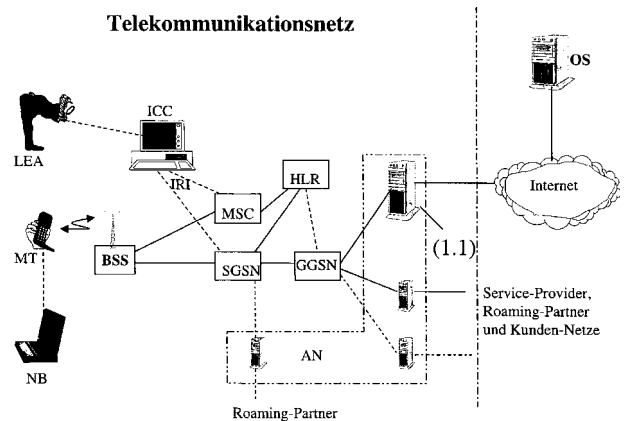 Telekommunikationsnetz
OS
ICC
LEA
IRI
HLR
Internet
MSC
MT
BSS
SGSN
GGSN
(1.1)
Service-Provider,
Roaming-Partner
und Kunden-Netze
AN
NB
Roaming-Partner